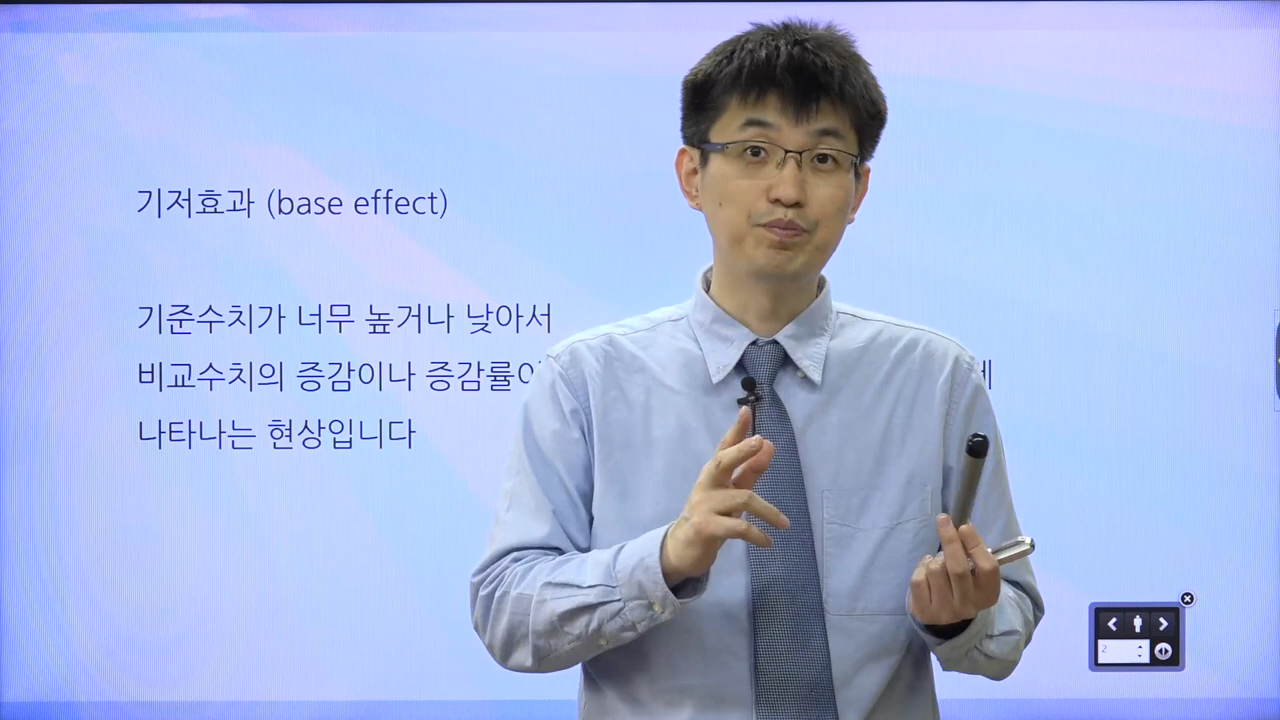 기저효과 (base effect)
기준수치가 너무 높거나 낮아서
비교수치의 증감이나 증감률이
나타나는 현상입니다
2